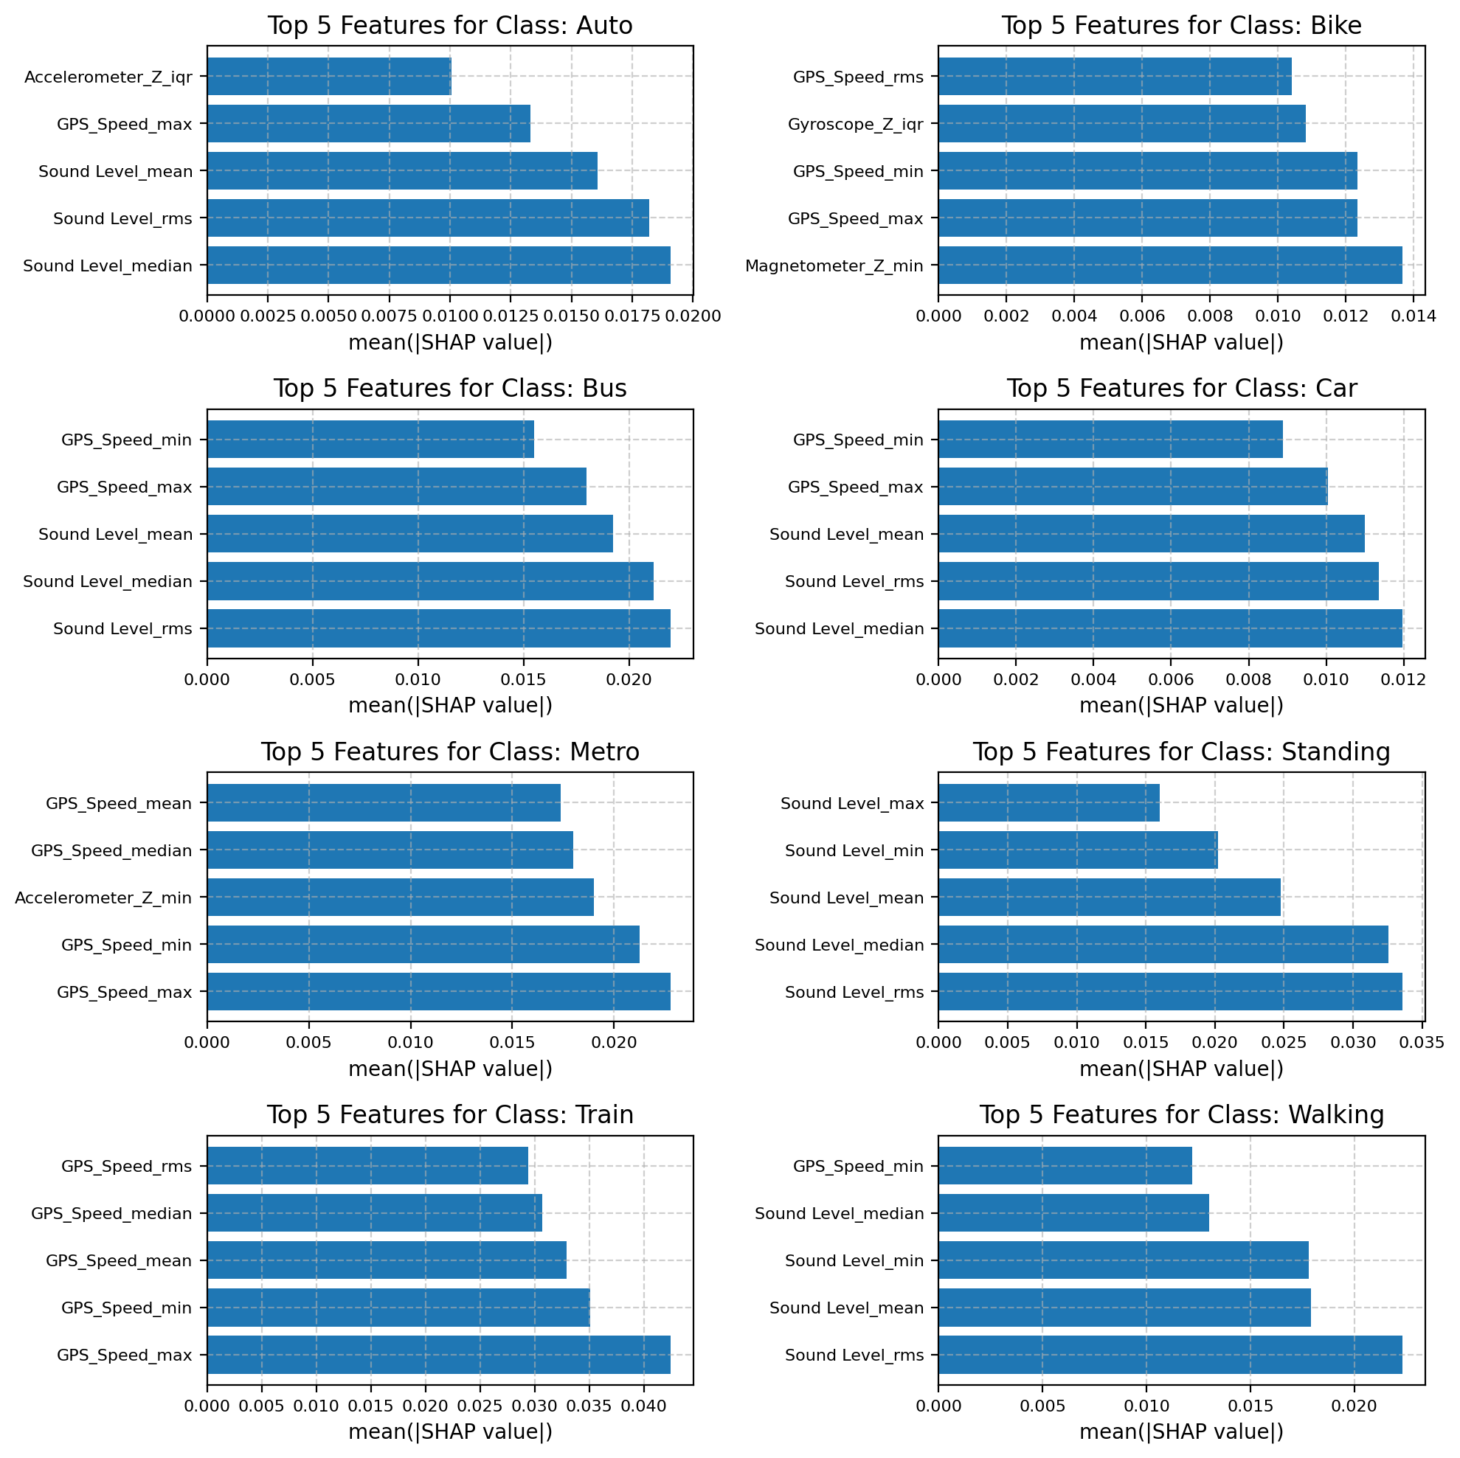 Top 5 Features for Class: Auto
Accelerometer_Z_iqr
GPS_Speed_max
Sound Level_mean
Sound Level_rms
Sound Level_median
0.0000 0.0025 0.0050 0.0075 0.0100 0.0125 0.0150 0.0175 0.0200
mean(|SHAP value|)
Top 5 Features for Class: Bike
GPS_Speed_rms
Gyroscope_Z_iqr
GPS_Speed_min
GPS_Speed_max
Magnetometer_Z_min
0.000 0.002 0.004 0.006 0.008 0.010 0.012 0.014
mean(|SHAP value|)
Top 5 Features for Class: Bus
GPS_Speed_min
GPS_Speed_max
Sound Level_mean
Sound Level_median
Sound Level_rms
0.000 0.005 0.010 0.015 0.020
mean(|SHAP value|)
Top 5 Features for Class: Car
GPS_Speed_min
GPS_Speed_max
Sound Level_mean
Sound Level_rms
Sound Level_median
0.000 0.002 0.004 0.006 0.008 0.010 0.012
mean(|SHAP value|)
Top 5 Features for Class: Metro
GPS_Speed_mean
GPS_Speed_median
Accelerometer_Z_min
GPS_Speed_min
GPS_Speed_max
0.000 0.005 0.010 0.015 0.020
mean(|SHAP value|)
Top 5 Features for Class: Standing
Sound Level_max
Sound Level_min
Sound Level_mean
Sound Level_median
Sound Level_rms
0.000 0.005 0.010 0.015 0.020 0.025 0.030 0.035
mean(|SHAP value|)
Top 5 Features for Class: Train
GPS_Speed_rms
GPS_Speed_median
GPS_Speed_mean
GPS_Speed_min
GPS_Speed_max
0.000 0.005 0.010 0.015 0.020 0.025 0.030 0.035 0.040
mean(|SHAP value|)
Top 5 Features for Class: Walking
GPS_Speed_min
Sound Level_median
Sound Level_min
Sound Level_mean
Sound Level_rms
0.000 0.005 0.010 0.015 0.020
mean(|SHAP value|)